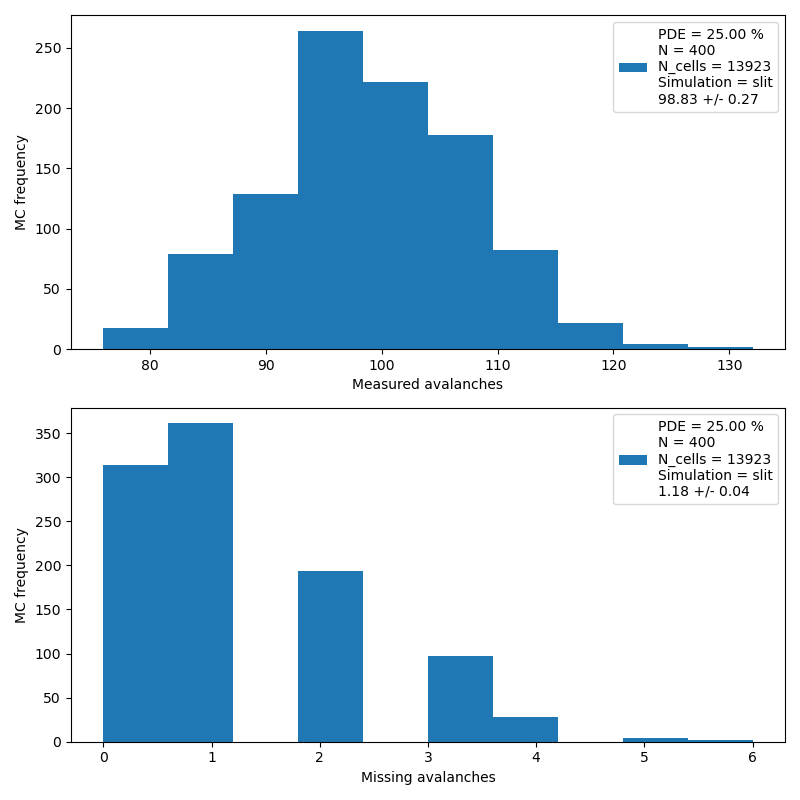 PDE = 25.00 %
N = 400
N_cells = 13923
Simulation = slit
98.83 +/- 0.27
MC frequency
250
200
150
100
50
0
80 90 100 110 120 130
Measured avalanches
PDE = 25.00 %
N = 400
N_cells = 13923
Simulation = slit
1.18 +/- 0.04
MC frequency
350
300
250
200
150
100
50
0
0 1 2 3 4 5 6
Missing avalanches